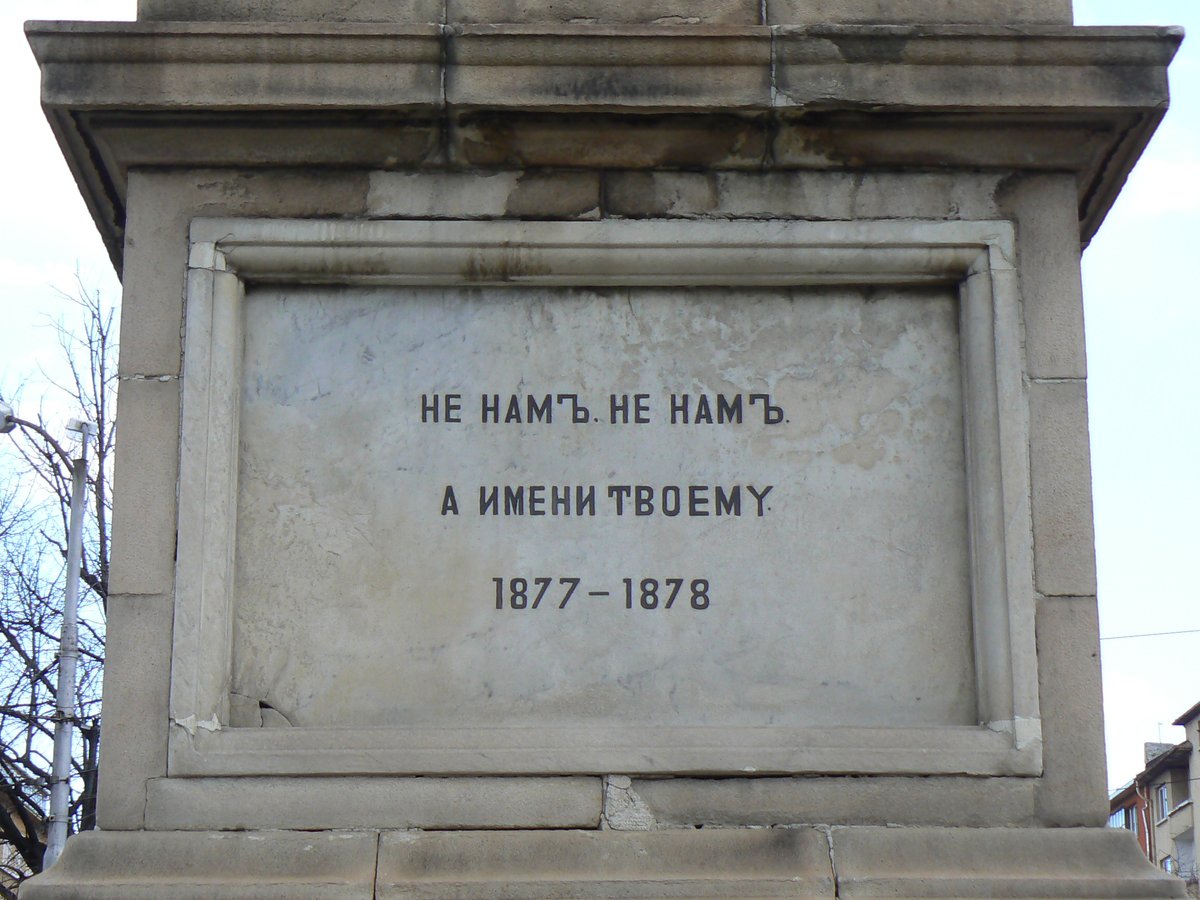 НЕ НАМЪ. НЕ НАМЪ.
А ИМЕНИ ТВОЕМУ.
1877–1878